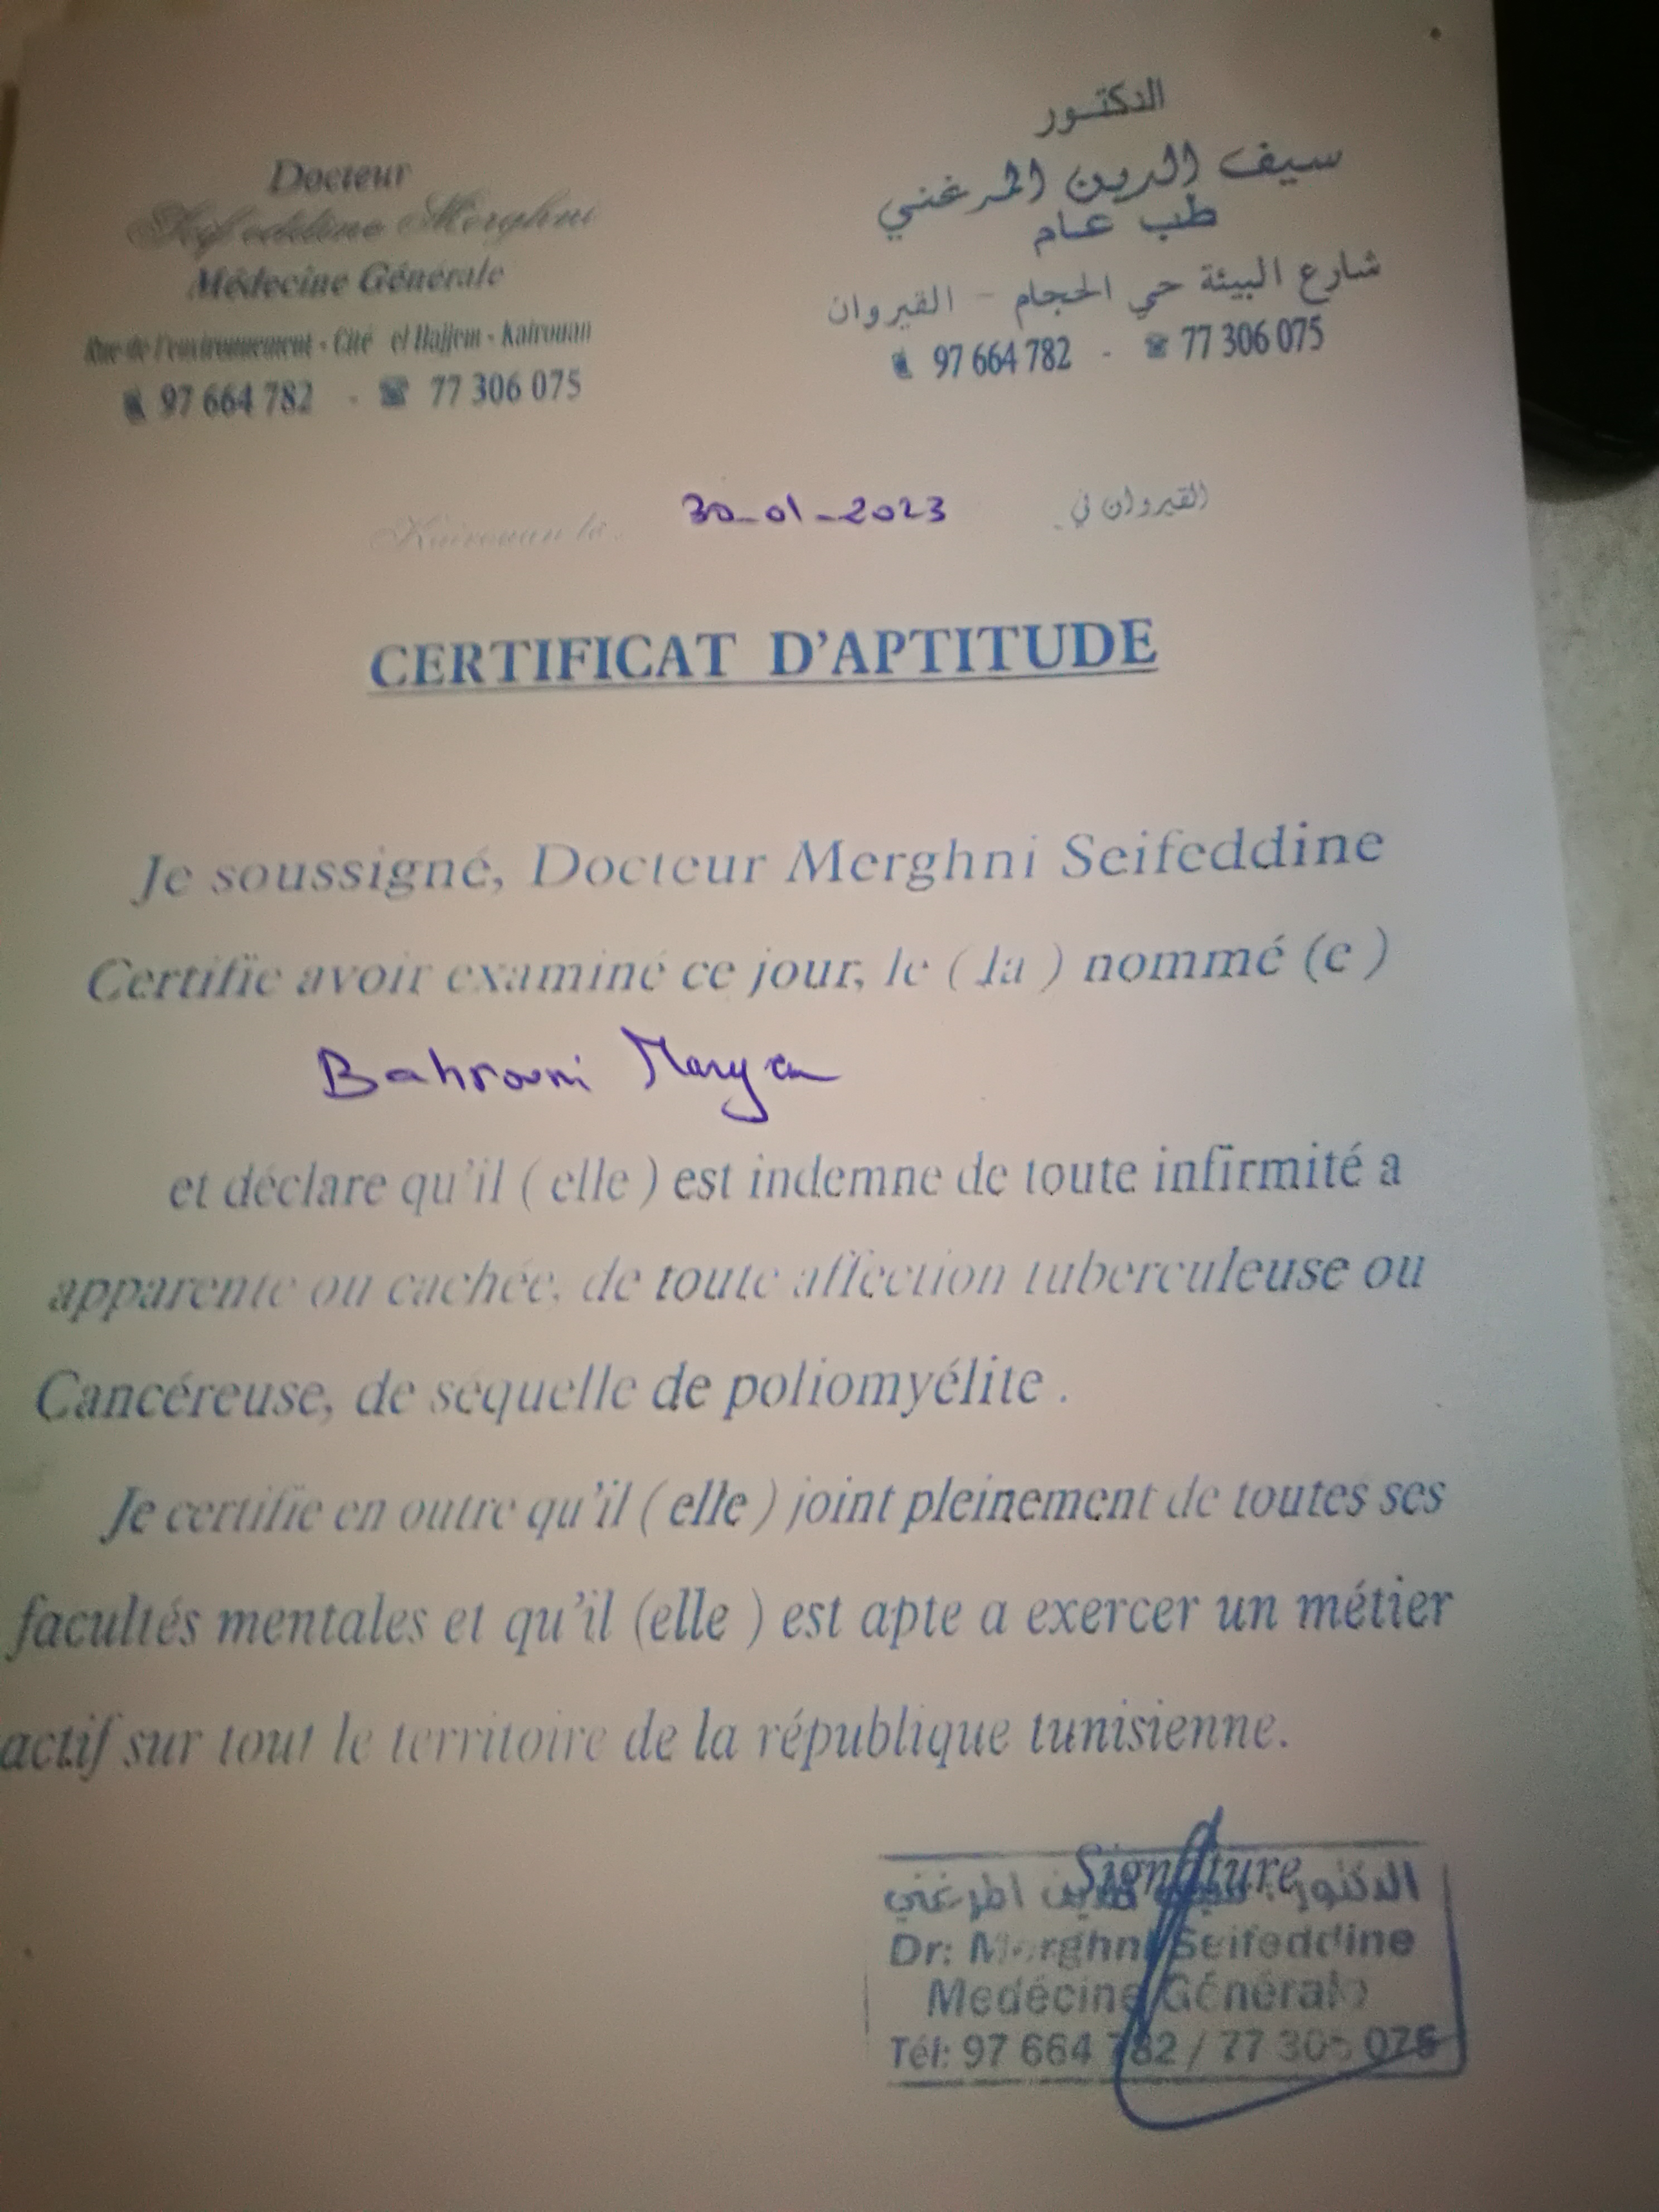 Docteur
Seifeddine Merghni
Médecine Générale
Rue de l'environnement - Cité el Hajjem - Kairouan
97 664 782 - 77 306 075
الدكتور
سيف الدين المرغني
طب عام
شارع البيئة حي الحجام - القيروان
97 664 782 - 77 306 075
Kairouan le 30-01-2023 القيروان في
CERTIFICAT D'APTITUDE
Je soussigné, Docteur Merghni Seifeddine
Certifie avoir examiné ce jour, le ( la ) nommé (e )
Bahrouni Maryem
et déclare qu'il ( elle ) est indemne de toute infirmité a
apparente ou cachée, de toute affection tuberculeuse ou
Cancéreuse, de séquelle de poliomyélite .
Je certifie en outre qu'il ( elle ) joint pleinement de toutes ses
facultés mentales et qu'il (elle ) est apte a exercer un métier
actif sur tout le territoire de la république tunisienne.
Signature
الدكتور سيف الدين المرغني
Dr: Merghni Seifeddine
Medécine Générale
Tél: 97 664 782 / 77 306 075